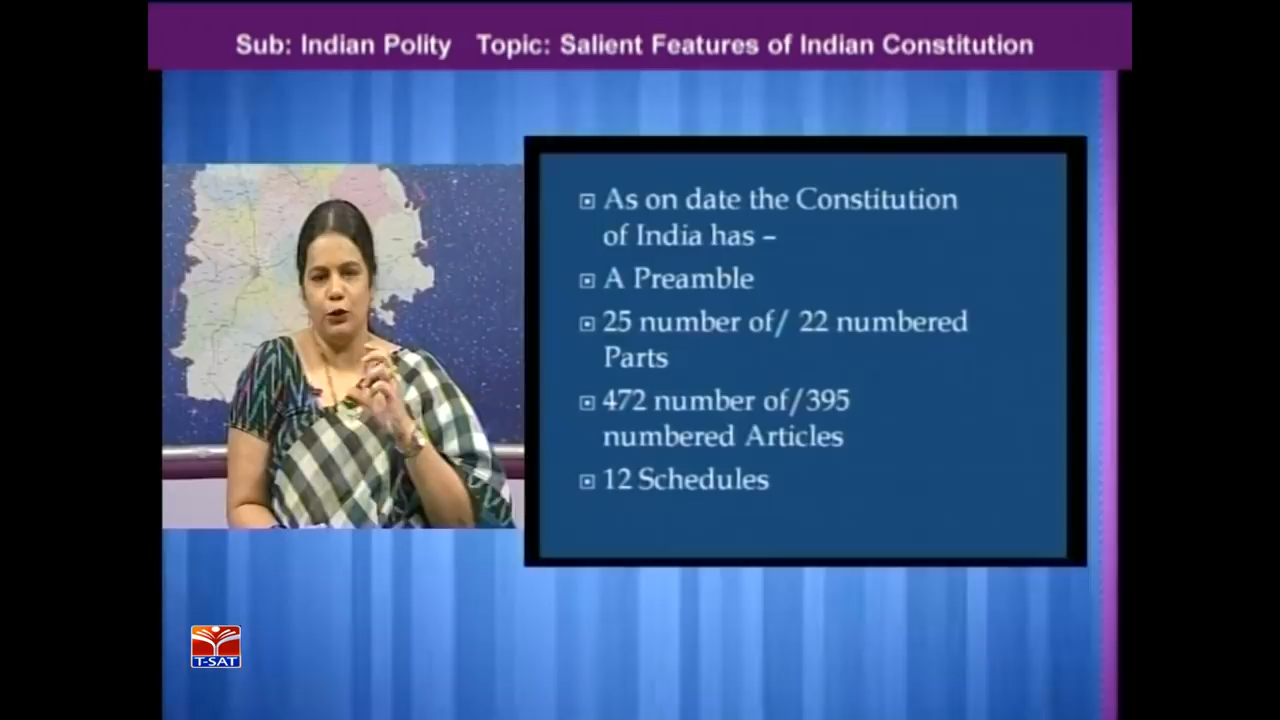 Sub: Indian Polity Topic: Salient Features of Indian Constitution
As on date the Constitution
of India has –
A Preamble
25 number of/ 22 numbered
Parts
472 number of/395
numbered Articles
12 Schedules
T-SAT